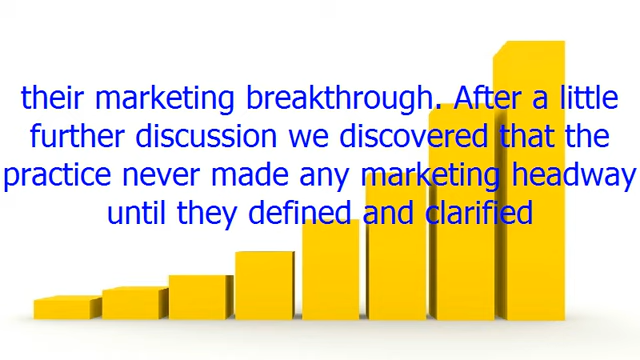 their marketing breakthrough. After a little
further discussion we discovered that the
practice never made any marketing headway
until they defined and clarified